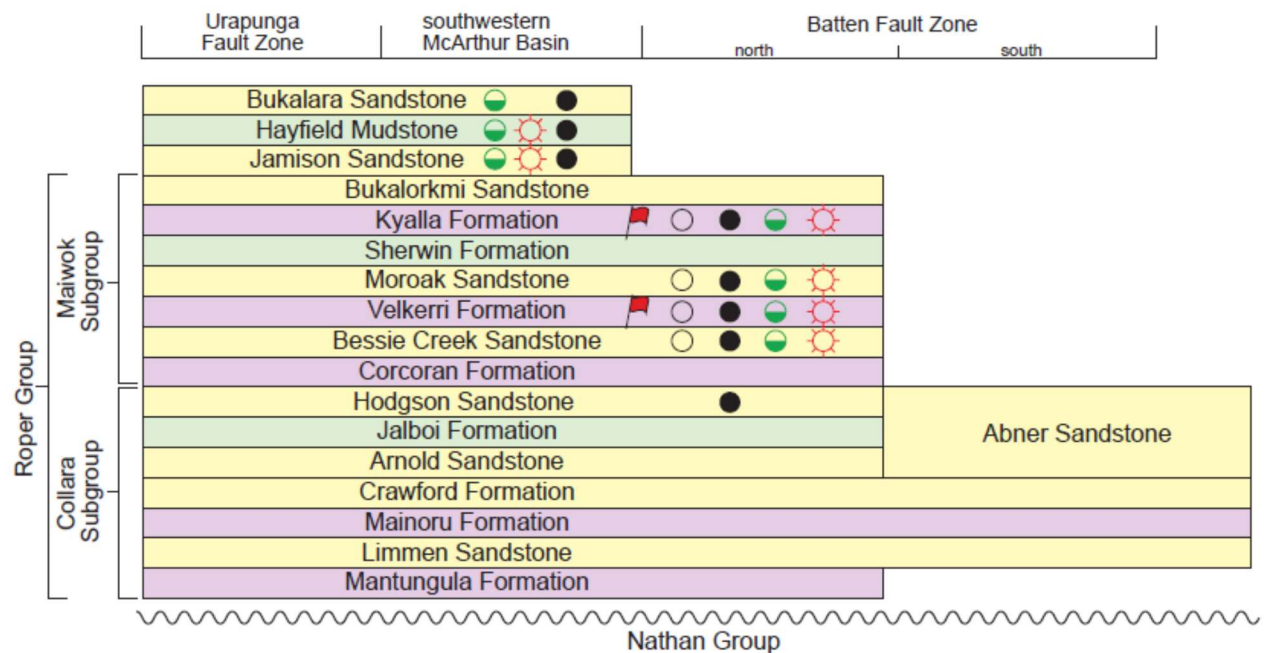 Urapunga
Fault Zone
southwestern
McArthur Basin
Batten Fault Zone
north
south
Bukalara Sandstone
Hayfield Mudstone
Jamison Sandstone
Bukalorkmi Sandstone
Kyalla Formation
Sherwin Formation
Moroak Sandstone
Velkerri Formation
Bessie Creek Sandstone
Corcoran Formation
Hodgson Sandstone
Jalboi Formation
Arnold Sandstone
Abner Sandstone
Crawford Formation
Mainoru Formation
Limmen Sandstone
Mantungula Formation
Roper Group
Maiwok
Subgroup
Collara
Subgroup
Nathan Group